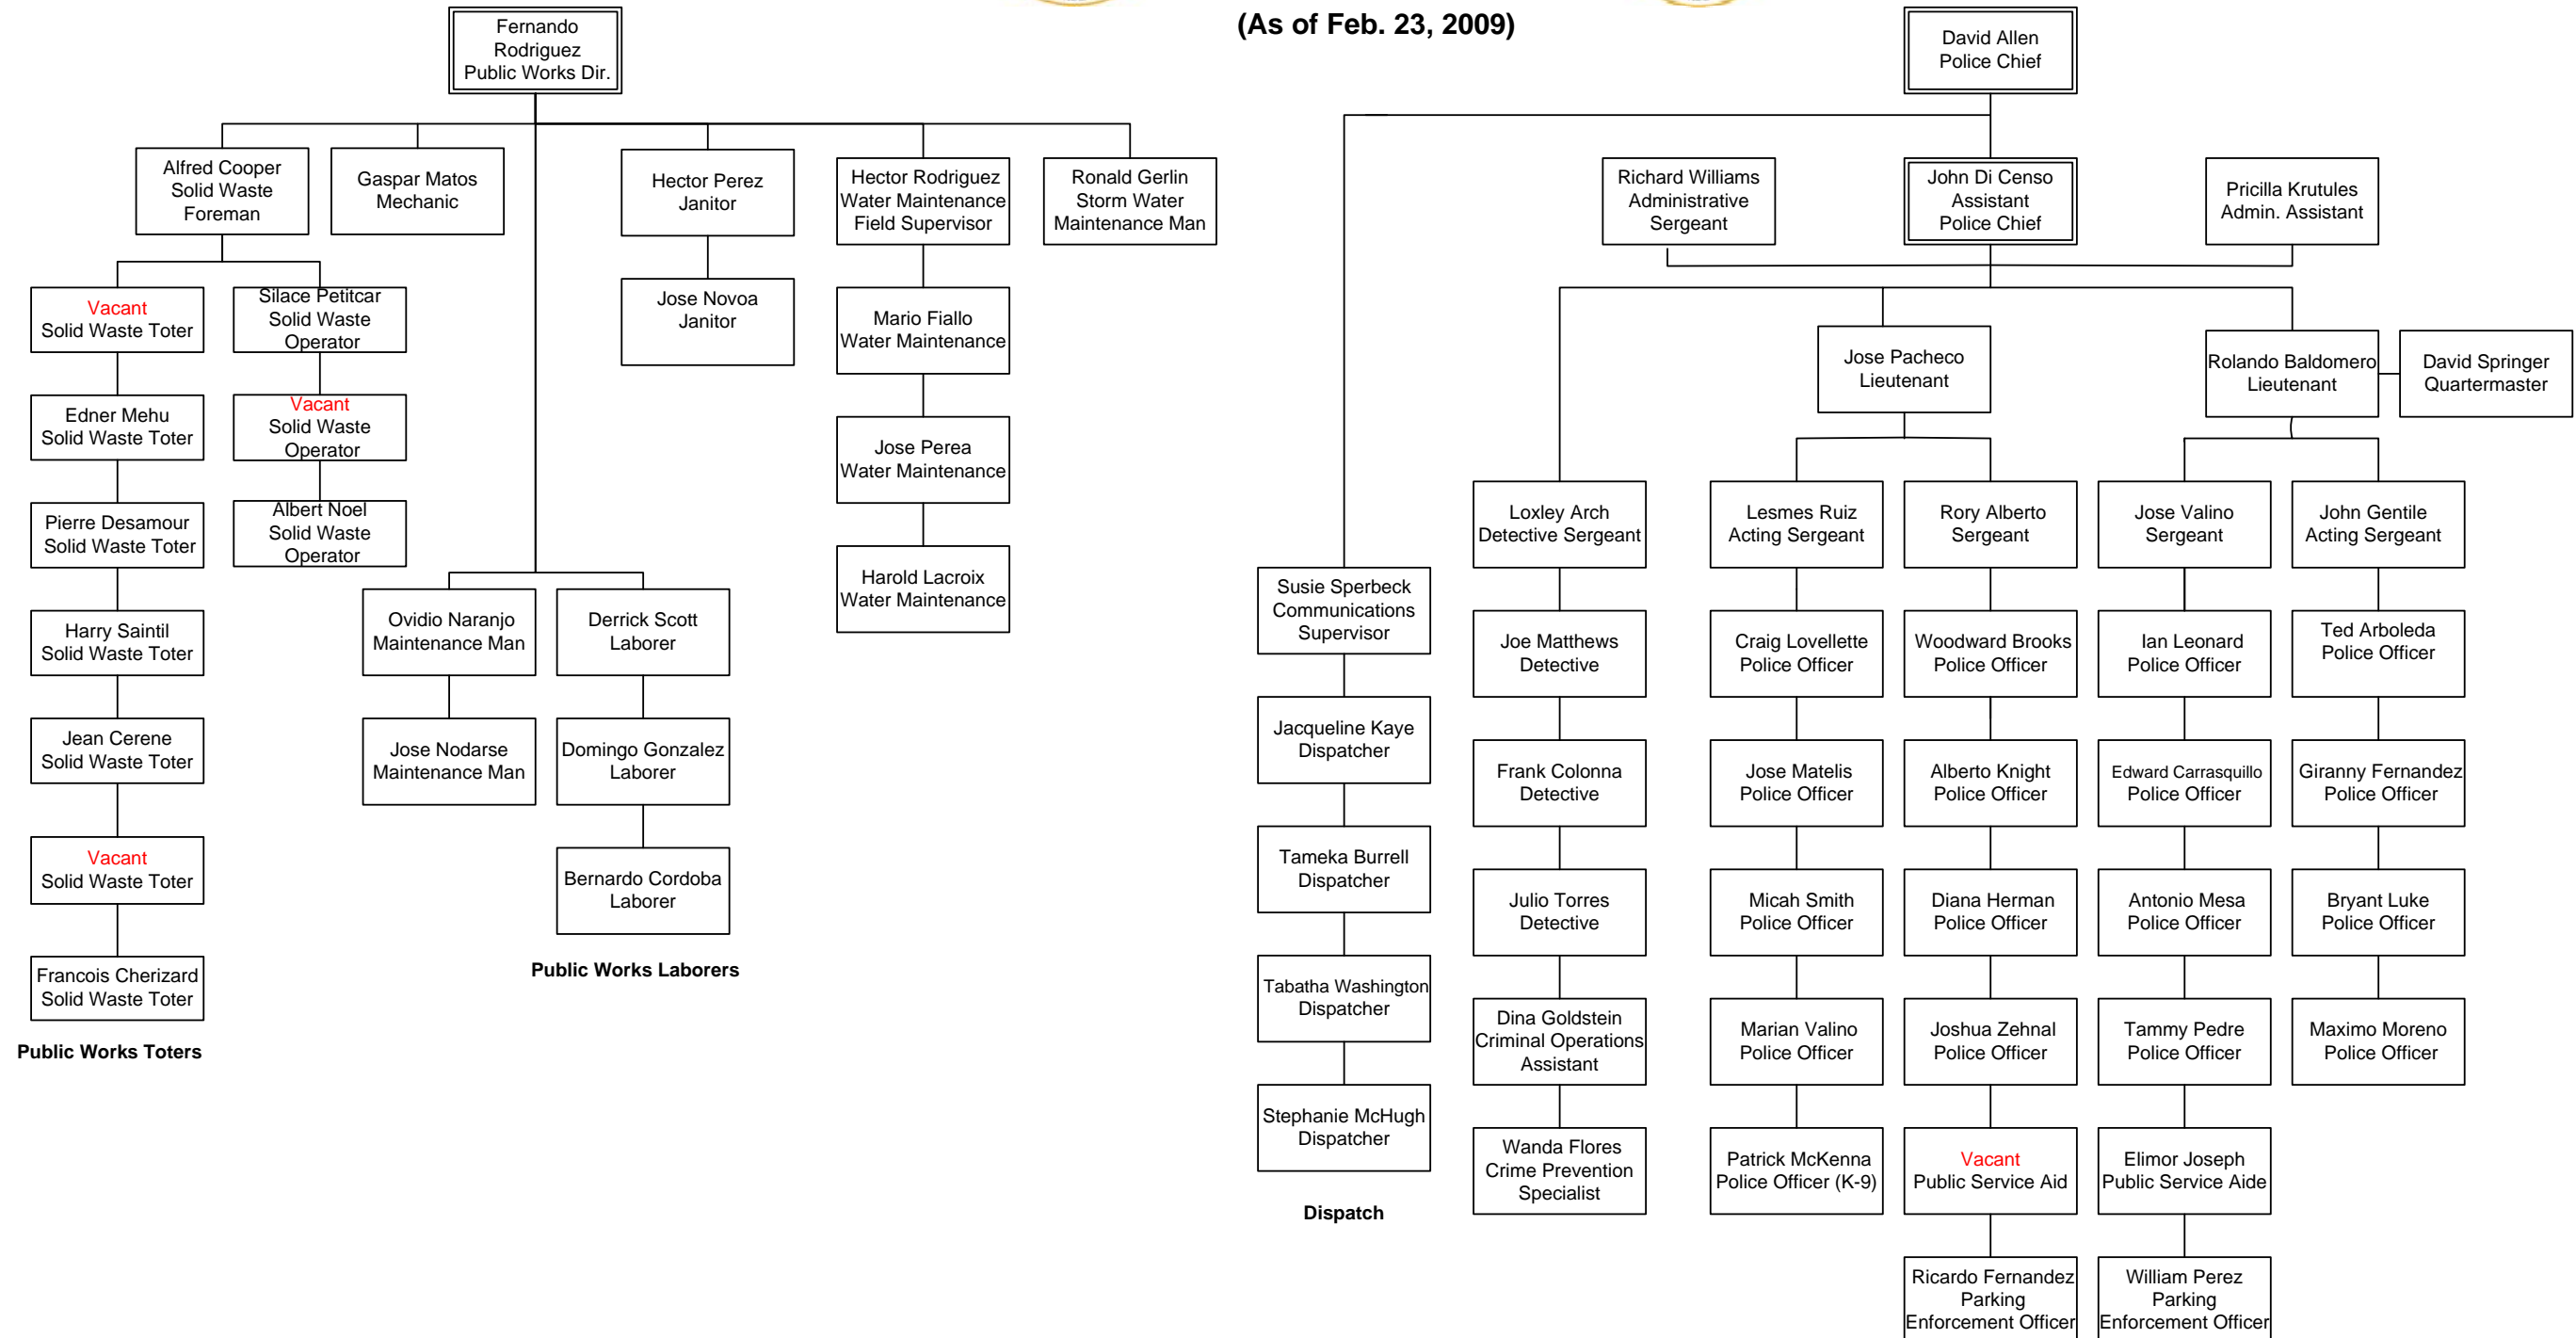 (As of Feb. 23, 2009)
Fernando
Rodriguez
Public Works Dir.
Alfred Cooper
Solid Waste
Foreman
Gaspar Matos
Mechanic
Hector Perez
Janitor
Hector Rodriguez
Water Maintenance
Field Supervisor
Ronald Gerlin
Storm Water
Maintenance Man
Vacant
Solid Waste Toter
Edner Mehu
Solid Waste Toter
Pierre Desamour
Solid Waste Toter
Harry Saintil
Solid Waste Toter
Jean Cerene
Solid Waste Toter
Vacant
Solid Waste Toter
Francois Cherizard
Solid Waste Toter
Public Works Toters
Silace Petitcar
Solid Waste
Operator
Vacant
Solid Waste
Operator
Albert Noel
Solid Waste
Operator
Ovidio Naranjo
Maintenance Man
Jose Nodarse
Maintenance Man
Derrick Scott
Laborer
Domingo Gonzalez
Laborer
Bernardo Cordoba
Laborer
Public Works Laborers
Jose Novoa
Janitor
Mario Fiallo
Water Maintenance
Jose Perea
Water Maintenance
Harold Lacroix
Water Maintenance
David Allen
Police Chief
Richard Williams
Administrative
Sergeant
John Di Censo
Assistant
Police Chief
Pricilla Krutules
Admin. Assistant
Jose Pacheco
Lieutenant
Rolando Baldomero
Lieutenant
David Springer
Quartermaster
Susie Sperbeck
Communications
Supervisor
Jacqueline Kaye
Dispatcher
Tameka Burrell
Dispatcher
Tabatha Washington
Dispatcher
Stephanie McHugh
Dispatcher
Dispatch
Loxley Arch
Detective Sergeant
Joe Matthews
Detective
Frank Colonna
Detective
Julio Torres
Detective
Dina Goldstein
Criminal Operations
Assistant
Wanda Flores
Crime Prevention
Specialist
Lesmes Ruiz
Acting Sergeant
Craig Lovellette
Police Officer
Jose Matelis
Police Officer
Micah Smith
Police Officer
Marian Valino
Police Officer
Patrick McKenna
Police Officer (K-9)
Rory Alberto
Sergeant
Woodward Brooks
Police Officer
Alberto Knight
Police Officer
Diana Herman
Police Officer
Joshua Zehnal
Police Officer
Vacant
Public Service Aid
Ricardo Fernandez
Parking
Enforcement Officer
Jose Valino
Sergeant
Ian Leonard
Police Officer
Edward Carrasquillo
Police Officer
Antonio Mesa
Police Officer
Tammy Pedre
Police Officer
Elimor Joseph
Public Service Aide
William Perez
Parking
Enforcement Officer
John Gentile
Acting Sergeant
Ted Arboleda
Police Officer
Giranny Fernandez
Police Officer
Bryant Luke
Police Officer
Maximo Moreno
Police Officer